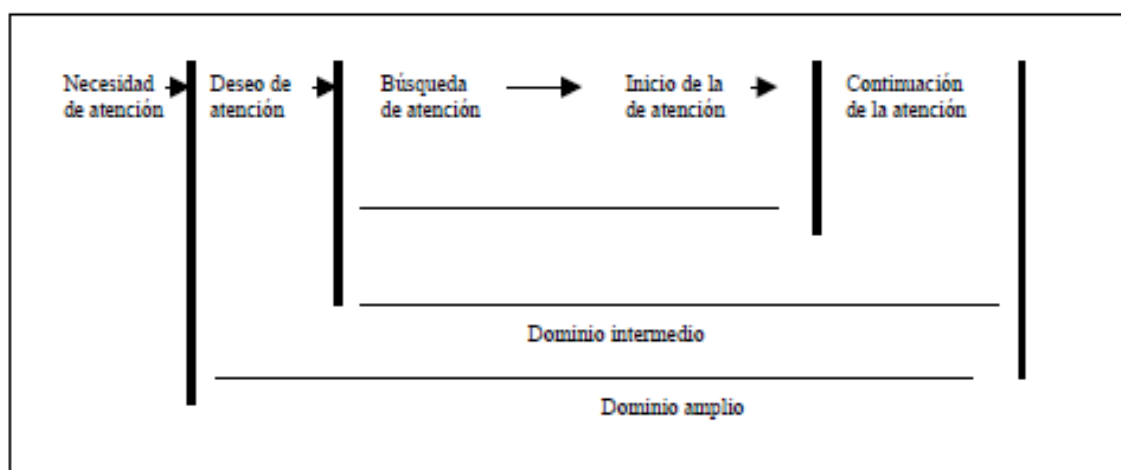 Necesidad
de atención
Deseo de
atención
Búsqueda
de atención
Inicio de la
de atención
Continuación
de la atención
Dominio intermedio
Dominio amplio